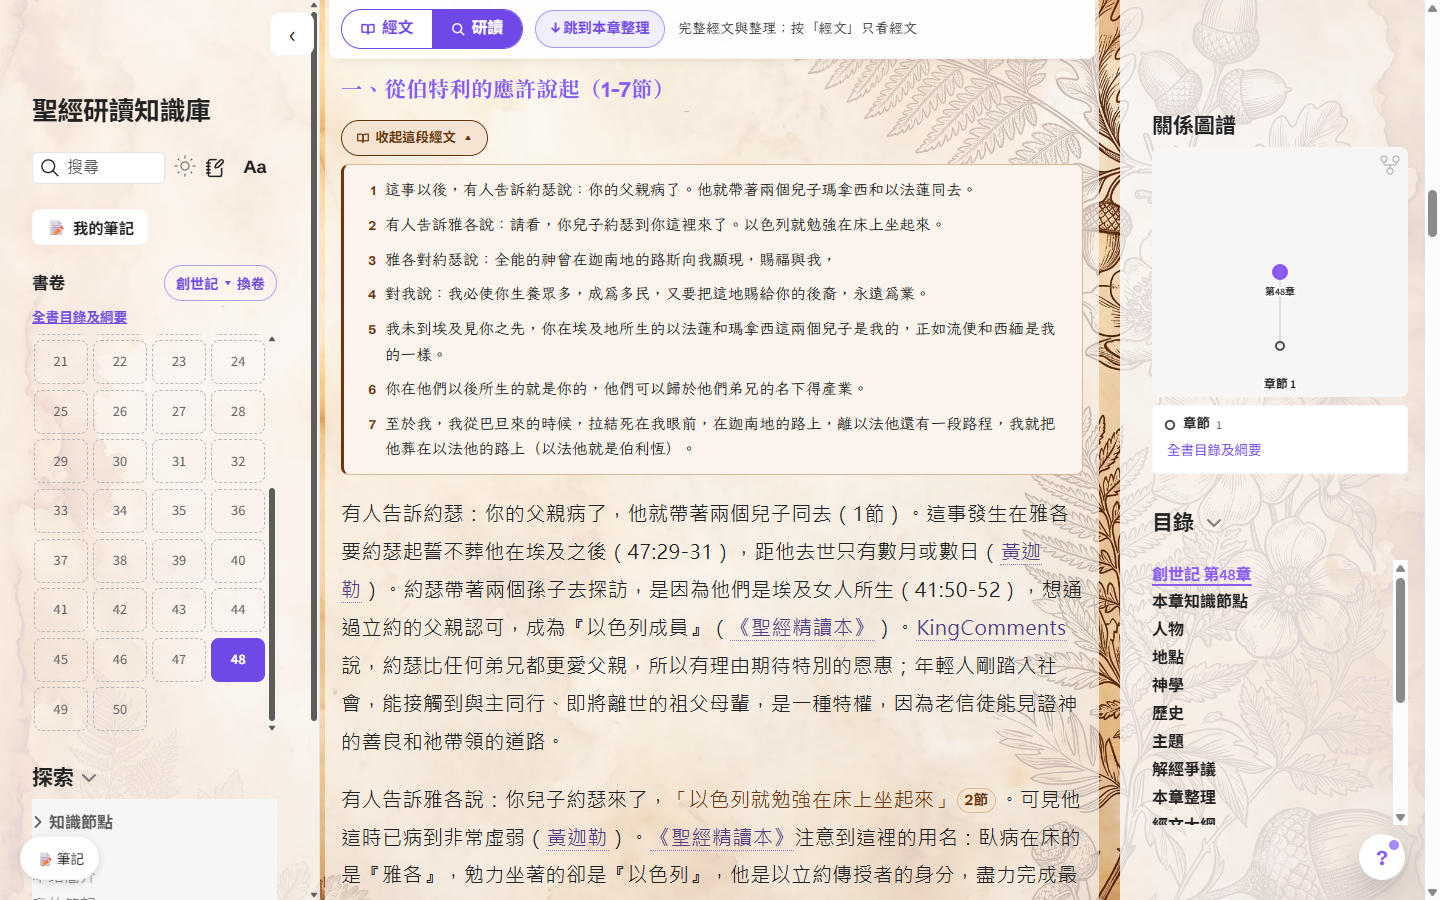 聖經研讀知識庫
搜尋
Aa
我的筆記
書卷
創世記 換卷
全書目錄及綱要
21 22 23 24
25 26 27 28
29 30 31 32
33 34 35 36
37 38 39 40
41 42 43 44
45 46 47 48
49 50
探索
知識節點
筆記
經文 研讀 ↓跳到本章整理 完整經文與整理；按「經文」只看經文
一、從伯特利的應許說起（1-7節）
收起這段經文
1 這事以後，有人告訴約瑟說：你的父親病了。他就帶著兩個兒子瑪拿西和以法蓮同去。
2 有人告訴雅各說：請看，你兒子約瑟到你這裡來了。以色列就勉強在床上坐起來。
3 雅各對約瑟說：全能的神曾在迦南地的路斯向我顯現，賜福與我，
4 對我說：我必使你生養眾多，成爲多民，又要把這地賜給你的後裔，永遠爲業。
5 我未到埃及見你之先，你在埃及地所生的以法蓮和瑪拿西這兩個兒子是我的，正如流便和西緬是我
的一樣。
6 你在他們以後所生的就是你的，他們可以歸於他們弟兄的名下得產業。
7 至於我，我從巴旦來的時候，拉結死在我眼前，在迦南地的路上，離以法他還有一段路程，我就把
他葬在以法他的路上（以法他就是伯利恆）。
有人告訴約瑟：你的父親病了，他就帶著兩個兒子同去（1節）。這事發生在雅各
要約瑟起誓不葬他在埃及之後（47:29-31），距他去世只有數月或數日（黃迦
勒）。約瑟帶著兩個孫子去探訪，是因為他們是埃及女人所生（41:50-52），想通
過立約的父親認可，成為『以色列成員』（《聖經精讀本》）。KingComments
說，約瑟比任何弟兄都更愛父親，所以有理由期待特別的恩惠；年輕人剛踏入社
會，能接觸到與主同行、即將離世的祖父母輩，是一種特權，因為老信徒能見證神
的善良和祂帶領的道路。
有人告訴雅各說：你兒子約瑟來了，「以色列就勉強在床上坐起來」 2節 。可見他
這時已病到非常虛弱（黃迦勒）。《聖經精讀本》注意到這裡的用名：臥病在床的
是『雅各』，勉力坐著的卻是『以色列』，他是以立約傳授者的身分，盡力完成最
關係圖譜
第48章
章節 1
章節 1
全書目錄及綱要
目錄
創世記 第48章
本章知識節點
人物
地點
神學
歷史
主題
解經爭議
本章整理
經文大綱
?